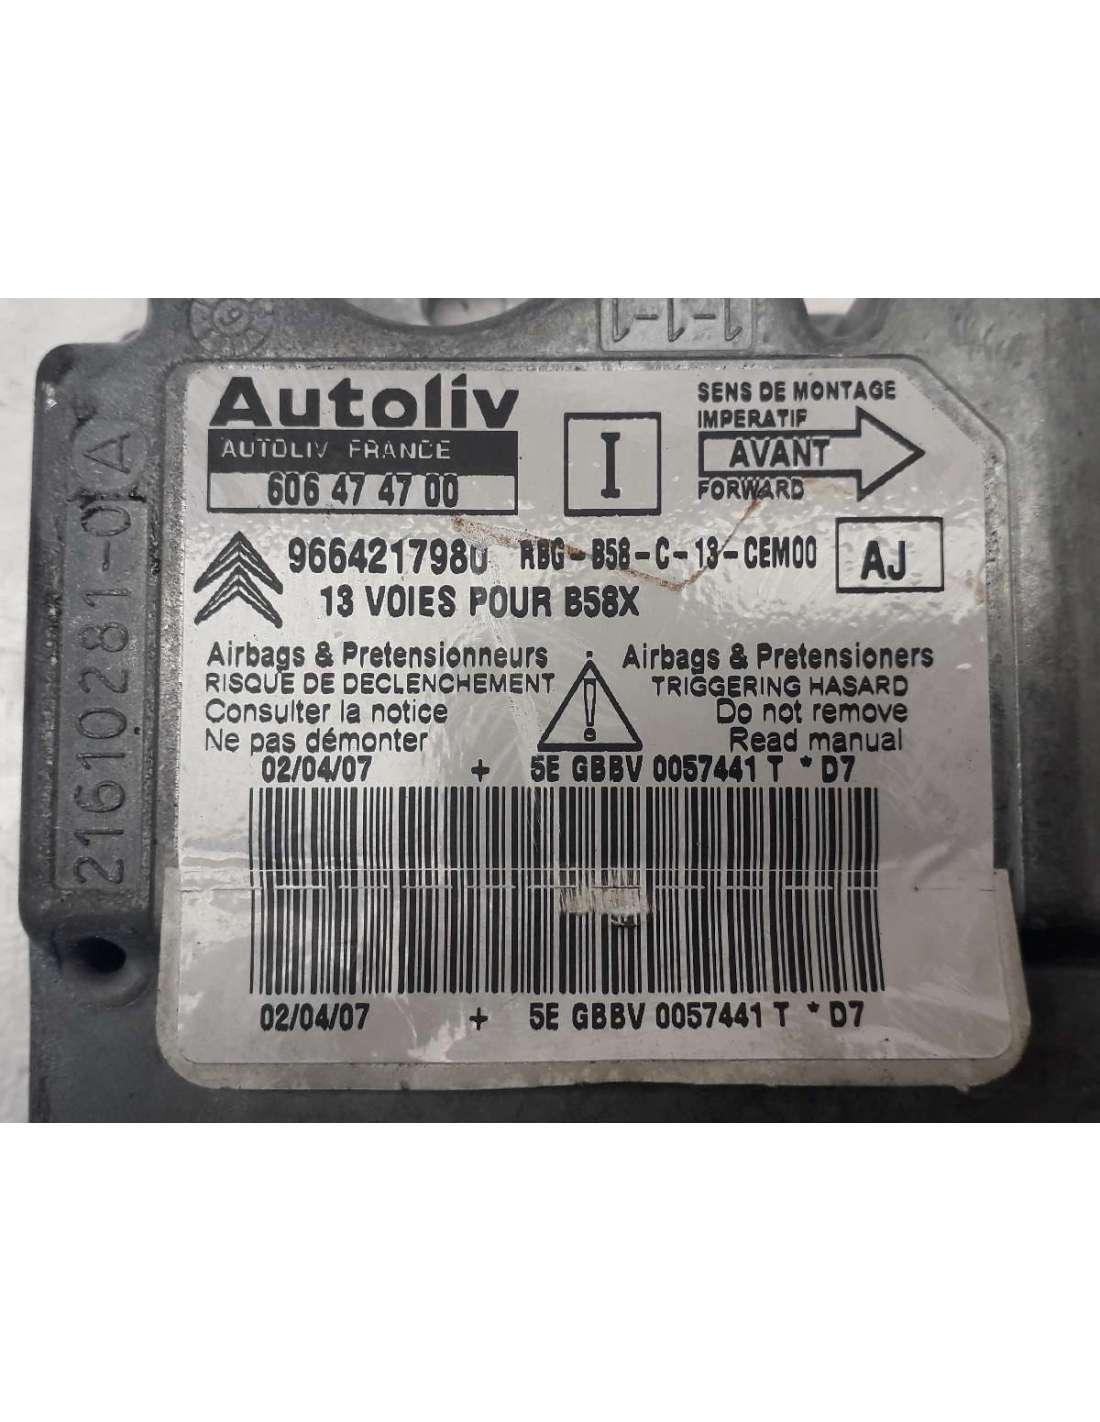 1-1-1
Autoliv
AUTOLIV FRANCE
606 47 47 00
I
SENS DE MONTAGE
IMPERATIF
AVANT
FORWARD
9664217980 RBG-B58-C-13-CEM00
AJ
13 VOIES POUR B58X
Airbags & Pretensionneurs
RISQUE DE DECLENCHEMENT
Consulter la notice
Ne pas démonter
Airbags & Pretensioners
TRIGGERING HASARD
Do not remove
Read manual
02/04/07 + 5E GBBV 0057441 T * D7
02/04/07 + 5E GBBV 0057441 T * D7
21610281-01A